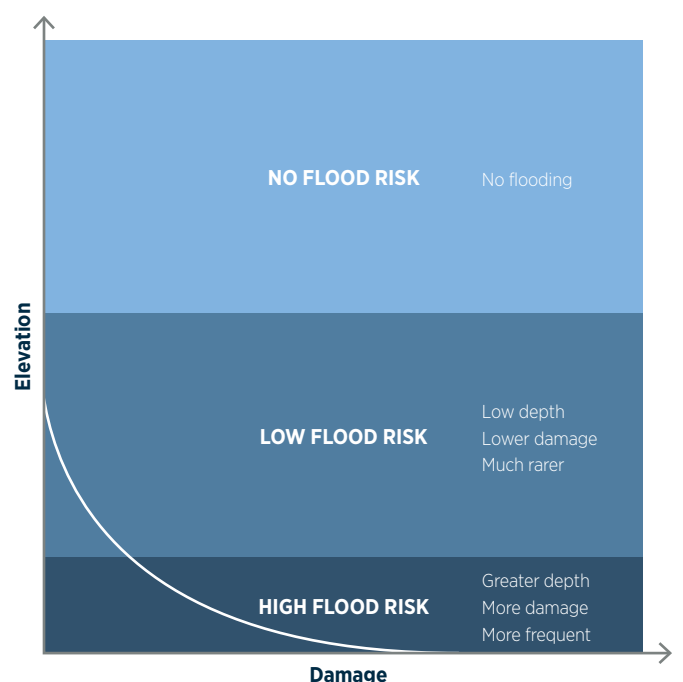 NO FLOOD RISK
No flooding
Elevation
LOW FLOOD RISK
Low depth
Lower damage
Much rarer
HIGH FLOOD RISK
Greater depth
More damage
More frequent
Damage